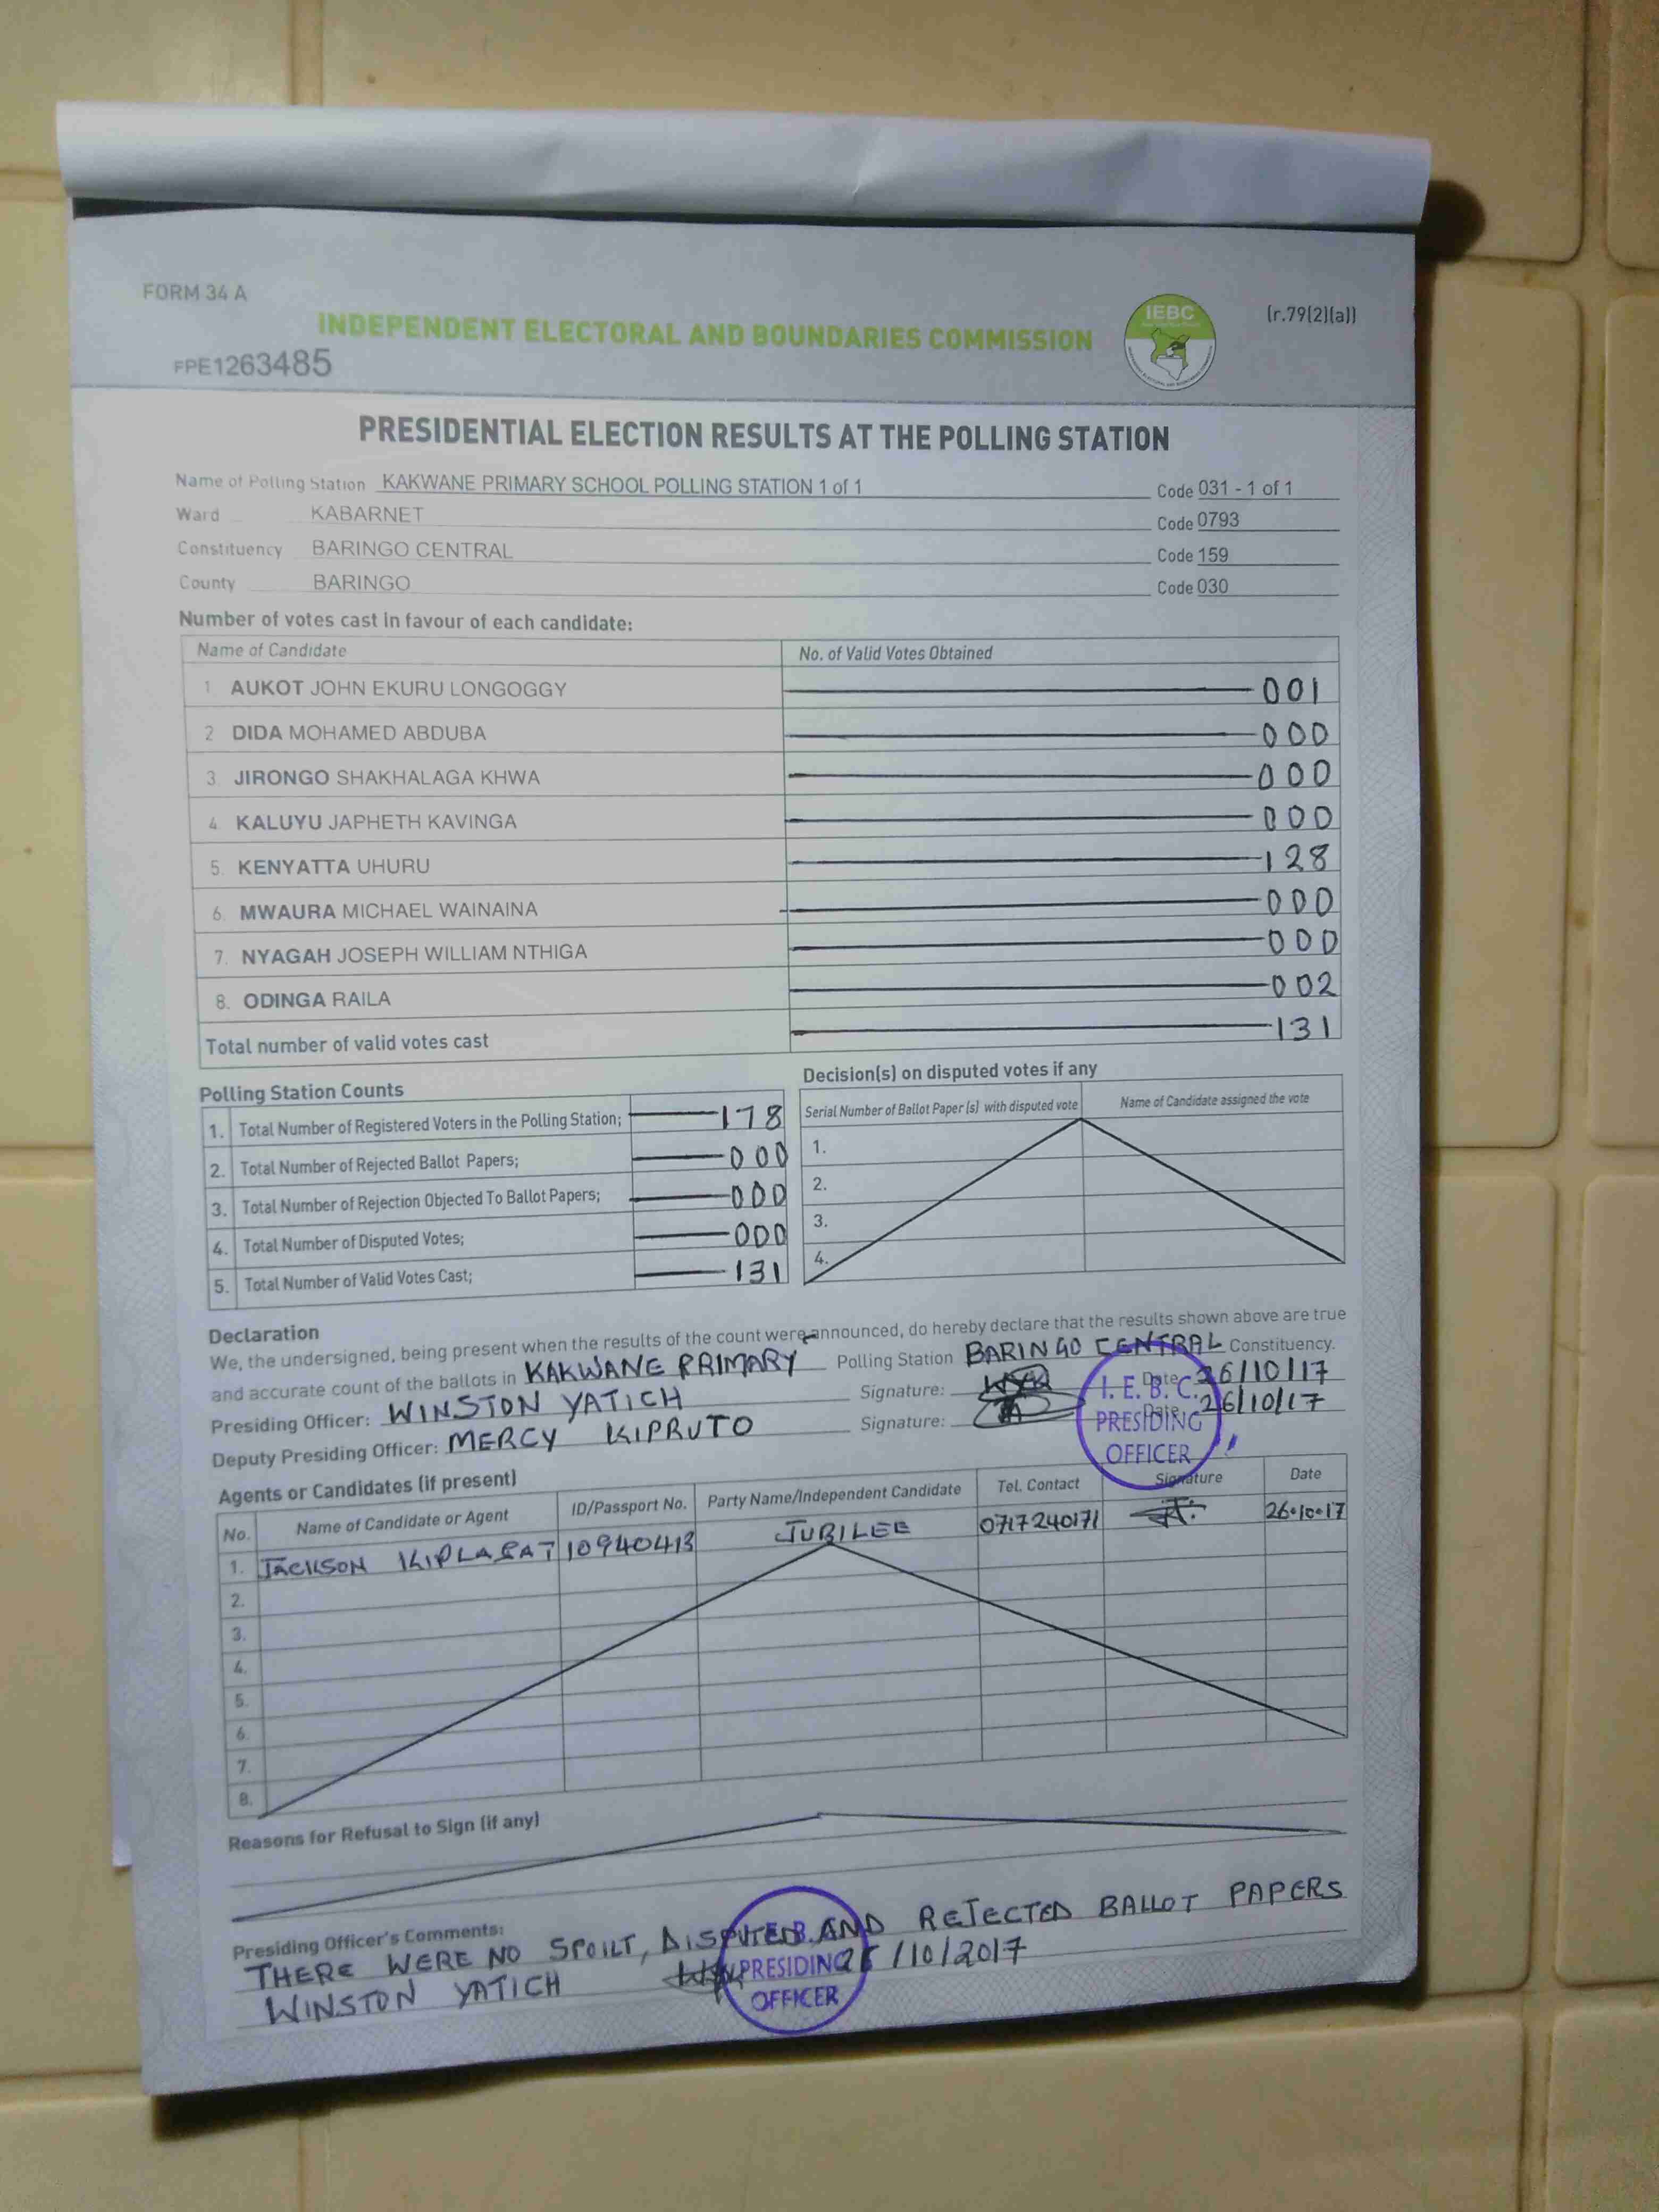 FORM 34 A
INDEPENDENT ELECTORAL AND BOUNDARIES COMMISSION
IEBC
(r.79(2)(a))
FPE1263485
PRESIDENTIAL ELECTION RESULTS AT THE POLLING STATION
Name of Polling Station KAKWANE PRIMARY SCHOOL POLLING STATION 1 of 1 Code 031 - 1 of 1
Ward KABARNET Code 0793
Constituency BARINGO CENTRAL Code 159
County BARINGO Code 030
Number of votes cast in favour of each candidate:
Name of Candidate No. of Valid Votes Obtained
1 AUKOT JOHN EKURU LONGOGGY 001
2 DIDA MOHAMED ABDUBA 000
3. JIRONGO SHAKHALAGA KHWA 000
4. KALUYU JAPHETH KAVINGA 000
5. KENYATTA UHURU 128
6. MWAURA MICHAEL WAINAINA 000
7. NYAGAH JOSEPH WILLIAM NTHIGA 000
8. ODINGA RAILA 002
Total number of valid votes cast 131
Polling Station Counts
1. Total Number of Registered Voters in the Polling Station; 178
2. Total Number of Rejected Ballot Papers; 000
3. Total Number of Rejection Objected To Ballot Papers; 000
4. Total Number of Disputed Votes; 000
5. Total Number of Valid Votes Cast; 131
Decision(s) on disputed votes if any
Serial Number of Ballot Paper (s) with disputed vote Name of Candidate assigned the vote
1.
2.
3.
4.
Declaration
We, the undersigned, being present when the results of the count were announced, do hereby declare that the results shown above are true
and accurate count of the ballots in KAKWANE PRIMARY Polling Station BARINGO CENTRAL Constituency.
Presiding Officer: WINSTON YATICH Signature: Date 26/10/17
Deputy Presiding Officer: MERCY KIPRUTO Signature: Date 26/10/17
I. E. B. C.
PRESIDING
OFFICER
Agents or Candidates (if present)
No. Name of Candidate or Agent ID/Passport No. Party Name/Independent Candidate Tel. Contact Signature Date
1. JACKSON KIPLAGAT 10940413 JUBILEE 0717240171 26.10.17
2.
3.
4.
5.
6.
7.
8.
Reasons for Refusal to Sign (if any)
Presiding Officer's Comments:
THERE WERE NO SPOILT, DISPUTED AND REJECTED BALLOT PAPERS
WINSTON YATICH 26/10/2017
PRESIDING
OFFICER